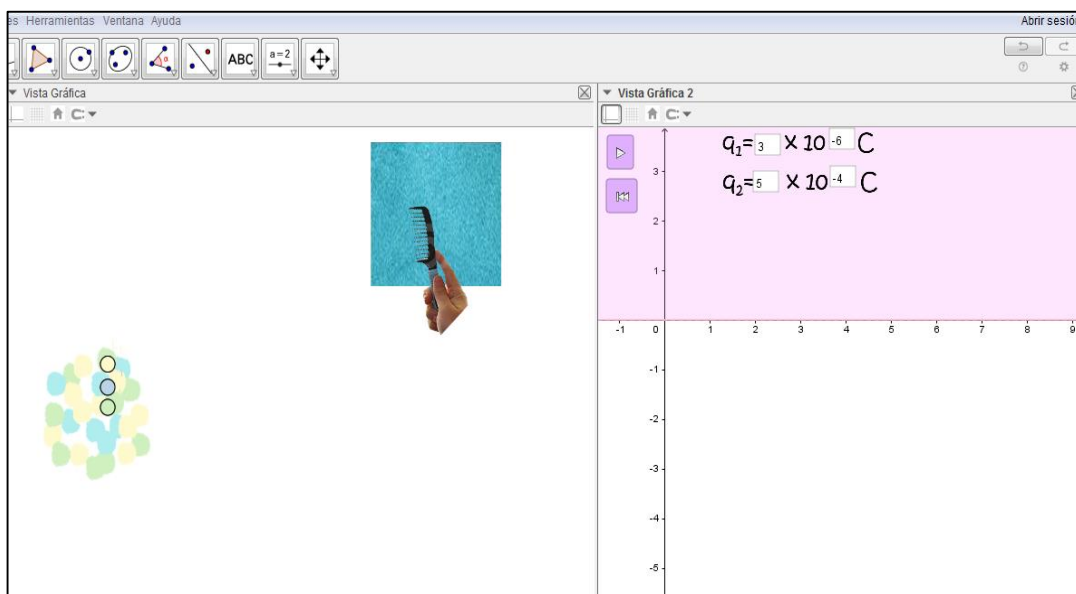 es Herramientas Ventana Ayuda
Abrir sesión
ABC
a=2
Vista Gráfica
Vista Gráfica 2
q₁= 3 × 10 -6 C
q₂= 5 × 10 -4 C
3
2
1
-1 0 1 2 3 4 5 6 7 8 9
-1
-2
-3
-4
-5